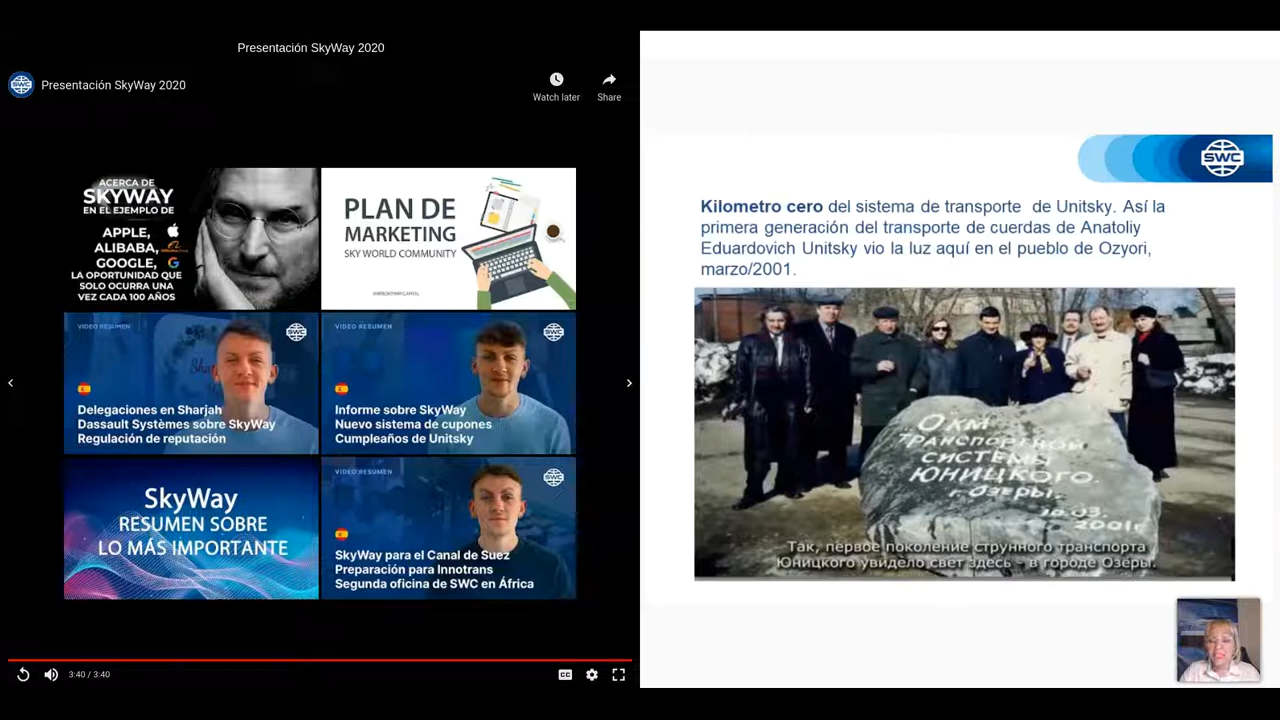 Presentación SkyWay 2020
Presentación SkyWay 2020
Watch later
Share
ACERCA DE
SKYWAY
EN EL EJEMPLO DE
APPLE,
ALIBABA,
GOOGLE,
LA OPORTUNIDAD QUE
SOLO OCURRA UNA
VEZ CADA 100 AÑOS
PLAN DE
MARKETING
SKY WORLD COMMUNITY
VIDEO RESUMEN
Delegaciones en Sharjah
Dassault Systèmes sobre SkyWay
Regulación de reputación
VIDEO RESUMEN
Informe sobre SkyWay
Nuevo sistema de cupones
Cumpleaños de Unitsky
SkyWay
RESUMEN SOBRE
LO MÁS IMPORTANTE
VIDEO RESUMEN
SkyWay para el Canal de Suez
Preparación para Innotrans
Segunda oficina de SWC en África
3:40 / 3:40
CC
SWC
Kilometro cero del sistema de transporte de Unitsky. Así la
primera generación del transporte de cuerdas de Anatoliy
Eduardovich Unitsky vio la luz aquí en el pueblo de Ozyori,
marzo/2001.
0 КМ
ТРАНСПОРТНОЙ
СИСТЕМЫ
ЮНИЦКОГО.
г. ОЗЁРЫ.
2001г.
Так, первое поколение струнного транспорта
Юницкого увидело свет здесь - в городе Озёры.